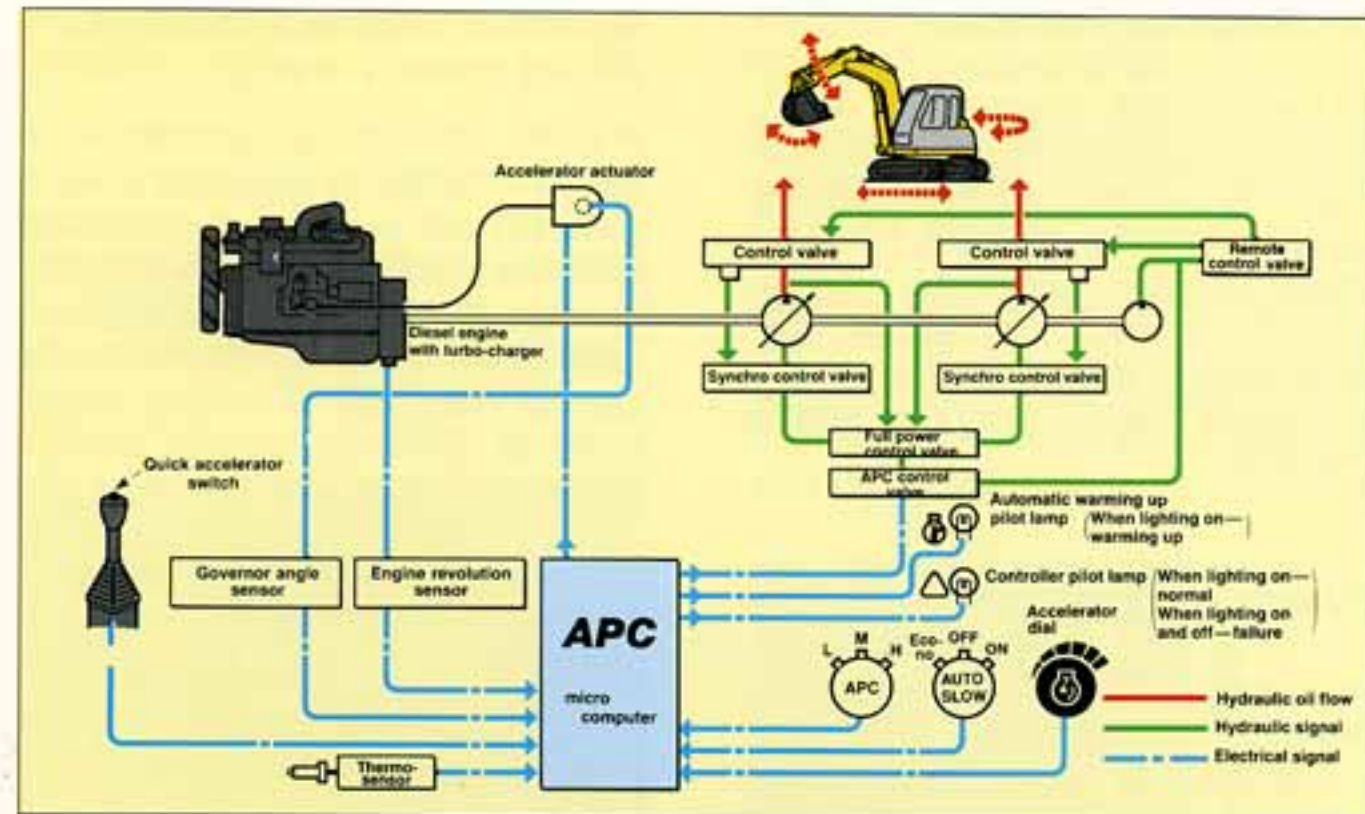 Accelerator actuator
Control valve
Control valve
Remote
control valve
Diesel engine
with turbo-charger
Synchro control valve
Synchro control valve
Full power
control valve
APC control
valve
Quick accelerator
switch
Automatic warming up
pilot lamp
(When lighting on—
warming up)
Governor angle
sensor
Engine revolution
sensor
Controller pilot lamp
(When lighting on—
normal
When lighting on
and off—failure)
APC
micro
computer
L
M
H
APC
Eco-
no
OFF
ON
AUTO
SLOW
Accelerator
dial
Thermo-
sensor
Hydraulic oil flow
Hydraulic signal
Electrical signal